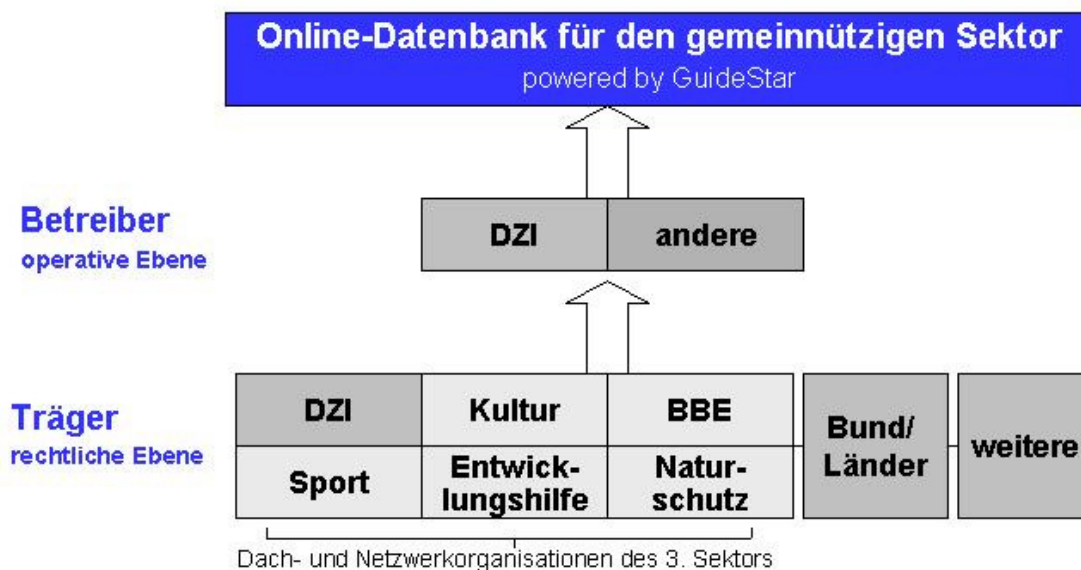 Online-Datenbank für den gemeinnützigen Sektor
powered by GuideStar
Betreiber
operative Ebene
DZI
andere
Träger
rechtliche Ebene
DZI
Kultur
BBE
Sport
Entwick-
lungshilfe
Natur-
schutz
Bund/
Länder
weitere
Dach- und Netzwerkorganisationen des 3. Sektors